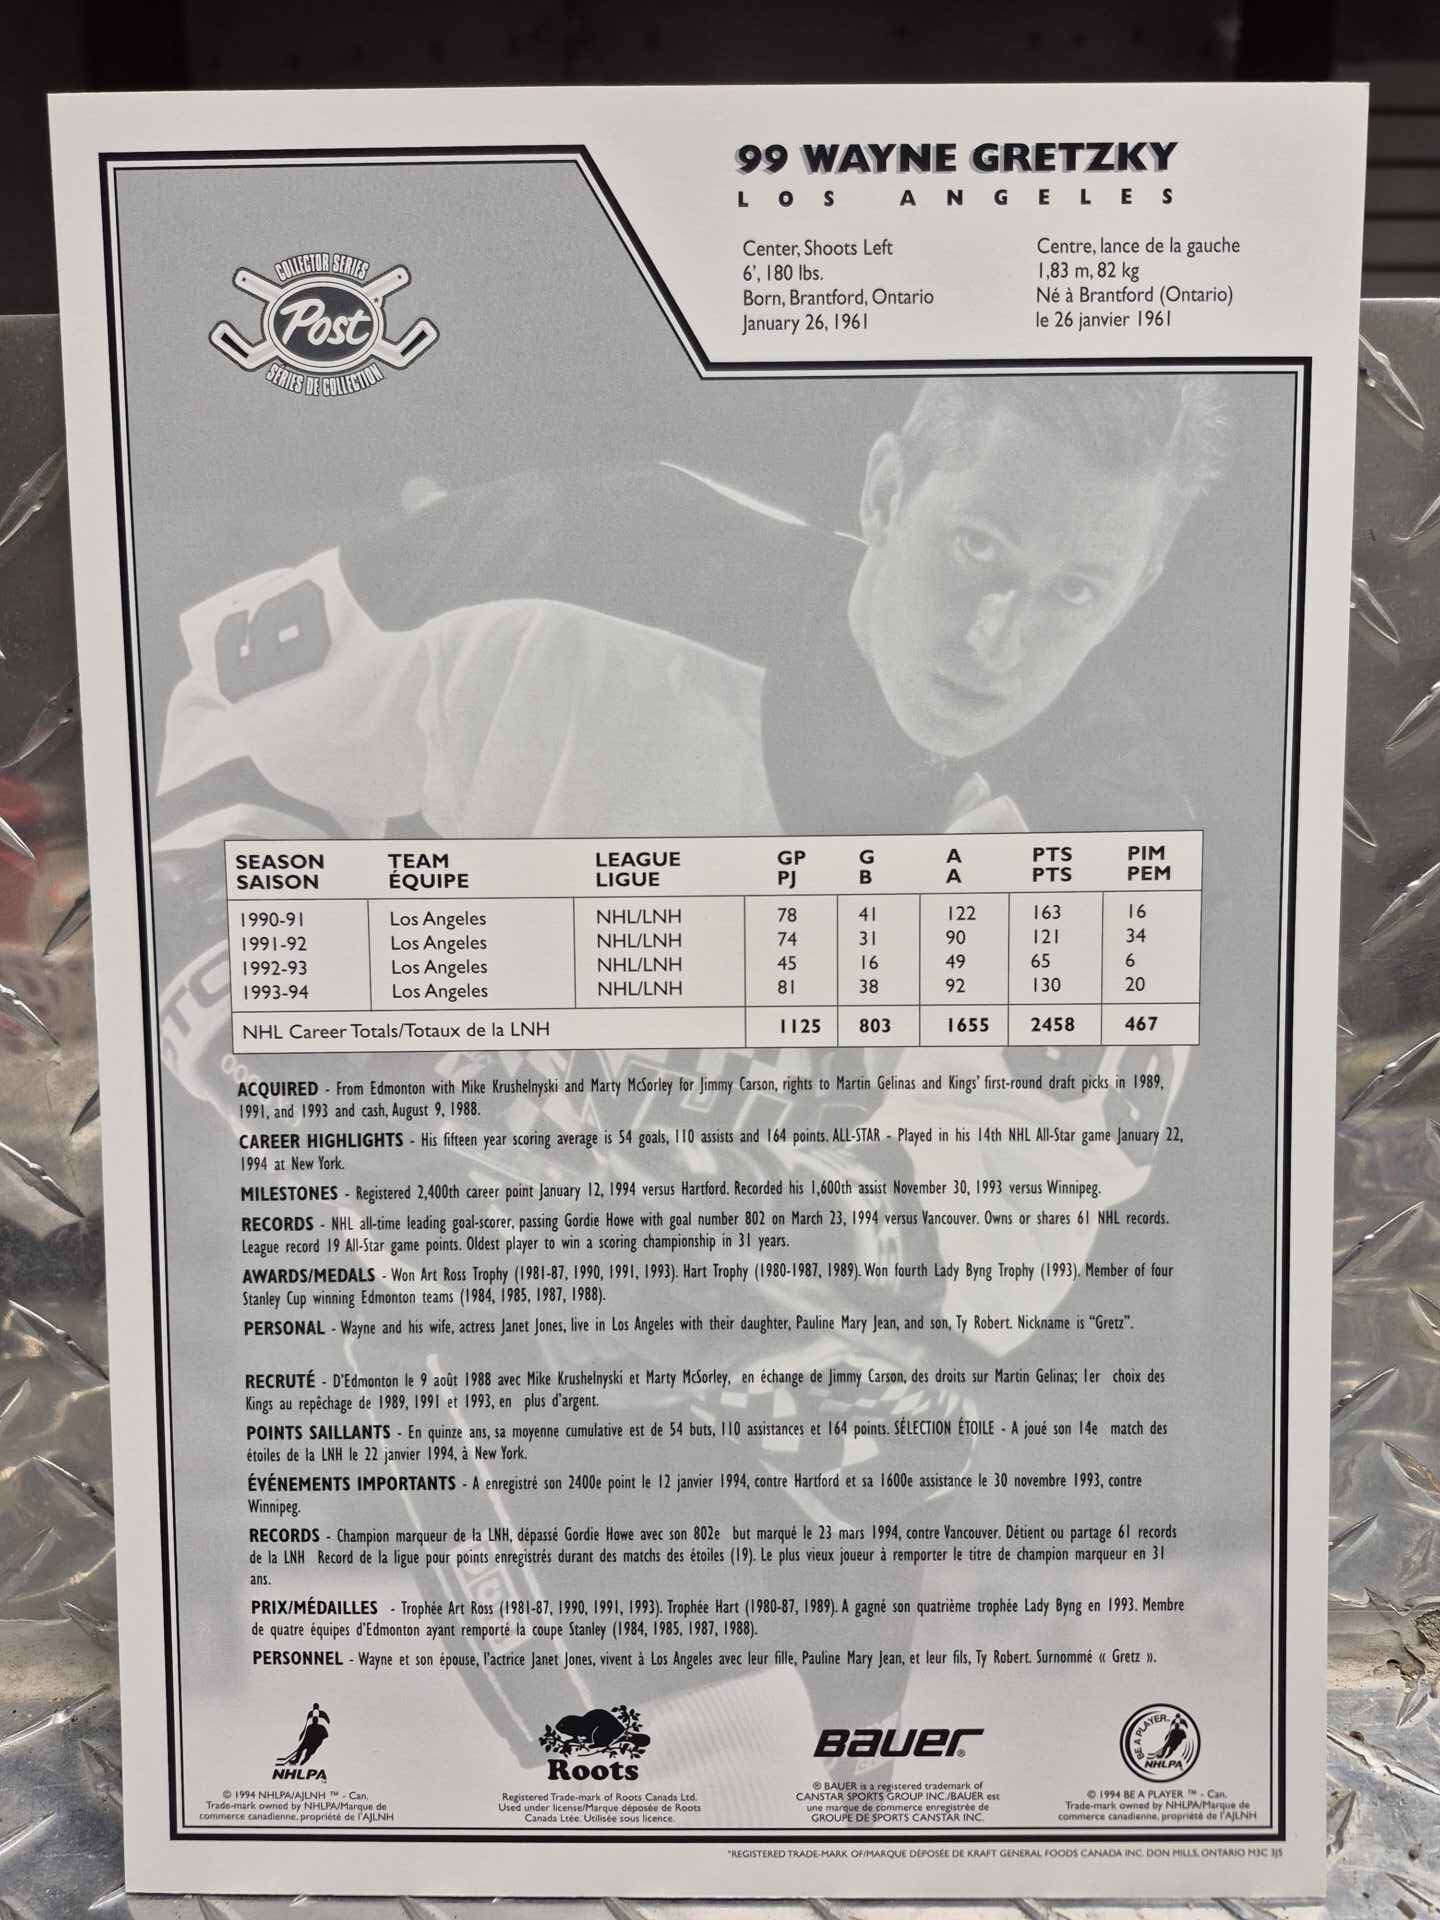 99 WAYNE GRETZKY
LOS ANGELES
Center, Shoots Left
6', 180 lbs.
Born, Brantford, Ontario
January 26, 1961
Centre, lance de la gauche
1,83 m, 82 kg
Né à Brantford (Ontario)
le 26 janvier 1961
COLLECTOR SERIES
Post
SÉRIES DE COLLECTION
SEASON TEAM LEAGUE GP G A PTS PIM
SAISON ÉQUIPE LIGUE PJ B A PTS PEM
1990-91 Los Angeles NHL/LNH 78 41 122 163 16
1991-92 Los Angeles NHL/LNH 74 31 90 121 34
1992-93 Los Angeles NHL/LNH 45 16 49 65 6
1993-94 Los Angeles NHL/LNH 81 38 92 130 20
NHL Career Totals/Totaux de la LNH 1125 803 1655 2458 467
ACQUIRED - From Edmonton with Mike Krushelnyski and Marty McSorley for Jimmy Carson, rights to Martin Gelinas and Kings' first-round draft picks in 1989,
1991, and 1993 and cash, August 9, 1988.
CAREER HIGHLIGHTS - His fifteen year scoring average is 54 goals, 110 assists and 164 points. ALL-STAR - Played in his 14th NHL All-Star game January 22,
1994 at New York.
MILESTONES - Registered 2,400th career point January 12, 1994 versus Hartford. Recorded his 1,600th assist November 30, 1993 versus Winnipeg.
RECORDS - NHL all-time leading goal-scorer, passing Gordie Howe with goal number 802 on March 23, 1994 versus Vancouver. Owns or shares 61 NHL records.
League record 19 All-Star game points. Oldest player to win a scoring championship in 31 years.
AWARDS/MEDALS - Won Art Ross Trophy (1981-87, 1990, 1991, 1993). Hart Trophy (1980-1987, 1989). Won fourth Lady Byng Trophy (1993). Member of four
Stanley Cup winning Edmonton teams (1984, 1985, 1987, 1988).
PERSONAL - Wayne and his wife, actress Janet Jones, live in Los Angeles with their daughter, Pauline Mary Jean, and son, Ty Robert. Nickname is "Gretz".
RECRUTÉ - D'Edmonton le 9 août 1988 avec Mike Krushelnyski et Marty McSorley, en échange de Jimmy Carson, des droits sur Martin Gelinas; 1er choix des
Kings au repêchage de 1989, 1991 et 1993, en plus d'argent.
POINTS SAILLANTS - En quinze ans, sa moyenne cumulative est de 54 buts, 110 assistances et 164 points. SÉLECTION ÉTOILE - A joué son 14e match des
étoiles de la LNH le 22 janvier 1994, à New York.
ÉVÉNEMENTS IMPORTANTS - A enregistré son 2400e point le 12 janvier 1994, contre Hartford et sa 1600e assistance le 30 novembre 1993, contre
Winnipeg.
RECORDS - Champion marqueur de la LNH, dépassé Gordie Howe avec son 802e but marqué le 23 mars 1994, contre Vancouver. Détient ou partage 61 records
de la LNH Record de la ligue pour points enregistrés durant des matchs des étoiles (19). Le plus vieux joueur à remporter le titre de champion marqueur en 31
ans.
PRIX/MÉDAILLES - Trophée Art Ross (1981-87, 1990, 1991, 1993). Trophée Hart (1980-87, 1989). A gagné son quatrième trophée Lady Byng en 1993. Membre
de quatre équipes d'Edmonton ayant remporté la coupe Stanley (1984, 1985, 1987, 1988).
PERSONNEL - Wayne et son épouse, l'actrice Janet Jones, vivent à Los Angeles avec leur fille, Pauline Mary Jean, et leur fils, Ty Robert. Surnommé « Gretz ».
NHLPA
© 1994 NHLPA/AJLNH ™ - Can.
Trade-mark owned by NHLPA/Marque de
commerce canadienne, propriété de l'AJLNH
Roots
Registered Trade-mark of Roots Canada Ltd.
Used under license/Marque déposée de Roots
Canada Ltée. Utilisée sous licence.
BAUER®
® BAUER is a registered trademark of
CANSTAR SPORTS GROUP INC./BAUER est
une marque de commerce enregistrée de
GROUPE DE SPORTS CANSTAR INC.
BE A PLAYER™
NHLPA
© 1994 BE A PLAYER ™ - Can.
Trade-mark owned by NHLPA/Marque de
commerce canadienne, propriété de l'AJLNH
*REGISTERED TRADE-MARK OF/MARQUE DÉPOSÉE DE KRAFT GENERAL FOODS CANADA INC. DON MILLS, ONTARIO M3C 3J5